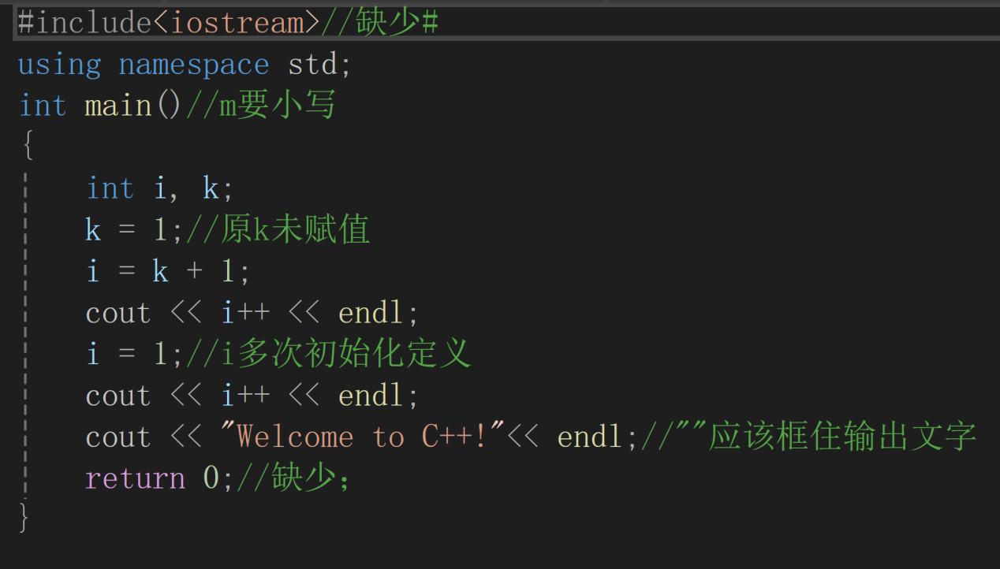 #include<iostream>//缺少#
using namespace std;
int main()//m要小写
{
    int i, k;
    k = 1;//原k未赋值
    i = k + 1;
    cout << i++ << endl;
    i = 1;//i多次初始化定义
    cout << i++ << endl;
    cout << "Welcome to C++!"<< endl;//""应该框住输出文字
    return 0;//缺少；
}